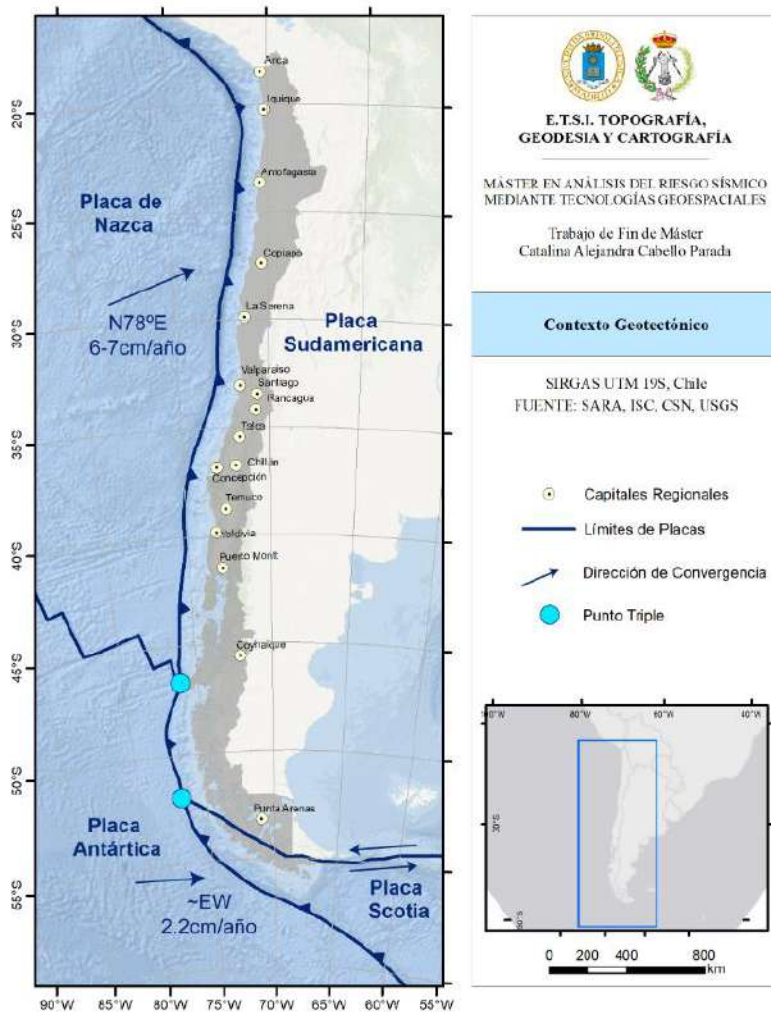 Arica
Iquique
Antofagasta
Copiapó
La Serena
Valparaíso
Santiago
Rancagua
Talca
Chillán
Concepción
Temuco
Valdivia
Puerto Montt
Coyhaique
Punta Arenas
Placa de
Nazca
N78ºE
6-7cm/año
Placa
Sudamericana
Placa
Antártica
~EW
2.2cm/año
Placa
Scotia
20°S
25°S
30°S
35°S
40°S
45°S
50°S
55°S
90°W
85°W
80°W
75°W
70°W
65°W
60°W
55°W
E.T.S.I. TOPOGRAFÍA,
GEODESIA Y CARTOGRAFÍA
MÁSTER EN ANÁLISIS DEL RIESGO SÍSMICO
MEDIANTE TECNOLOGÍAS GEOESPACIALES
Trabajo de Fin de Máster
Catalina Alejandra Cabello Parada
Contexto Geotectónico
SIRGAS UTM 19S, Chile
FUENTE: SARA, ISC, CSN, USGS
Capitales Regionales
Límites de Placas
Dirección de Convergencia
Punto Triple
80°W
60°W
40°W
0
200
400
800
km